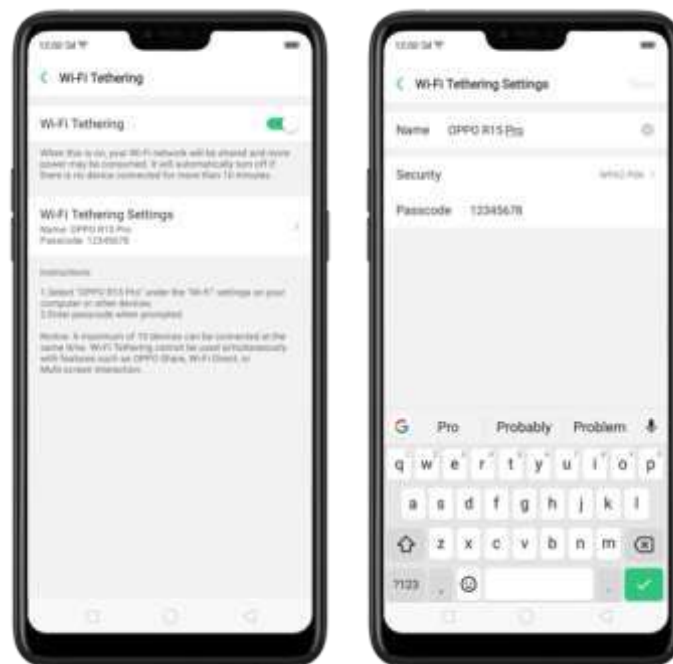 Wi-Fi Tethering
Wi-Fi Tethering
When this is on, your Wi-Fi network will be shared and more
power may be consumed. It will automatically turn off if
there is no device connected for more than 10 minutes.
Wi-Fi Tethering Settings
Name: OPPO R15 Pro
Passcode: 12345678
Instructions
1.Select "OPPO R15 Pro" under the "Wi-Fi" settings on your
computer or other devices.
2.Enter passcode when prompted.
Notice: A maximum of 10 devices can be connected at the
same time. Wi-Fi Tethering cannot be used simultaneously
with features such as OPPO Share, Wi-Fi Direct, or
Multi-screen Interaction.
Wi-Fi Tethering Settings
Name OPPO R15 Pro
Security WPA2 PSK
Passcode 12345678
G Pro Probably Problem
q w e r t y u i o p
a s d f g h j k l
z x c v b n m
?123 , .